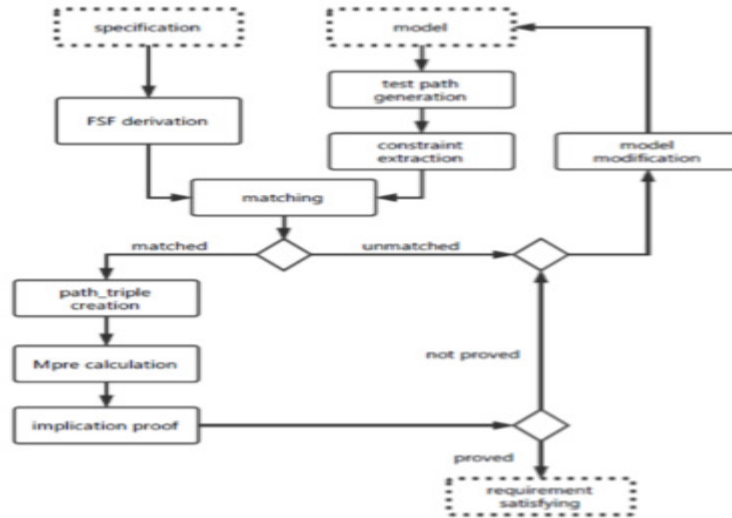 specification
model
test path
generation
FSF derivation
constraint
extraction
model
modification
matching
matched
unmatched
path_triple
creation
Mpre calculation
not proved
implication proof
proved
requirement
satisfying